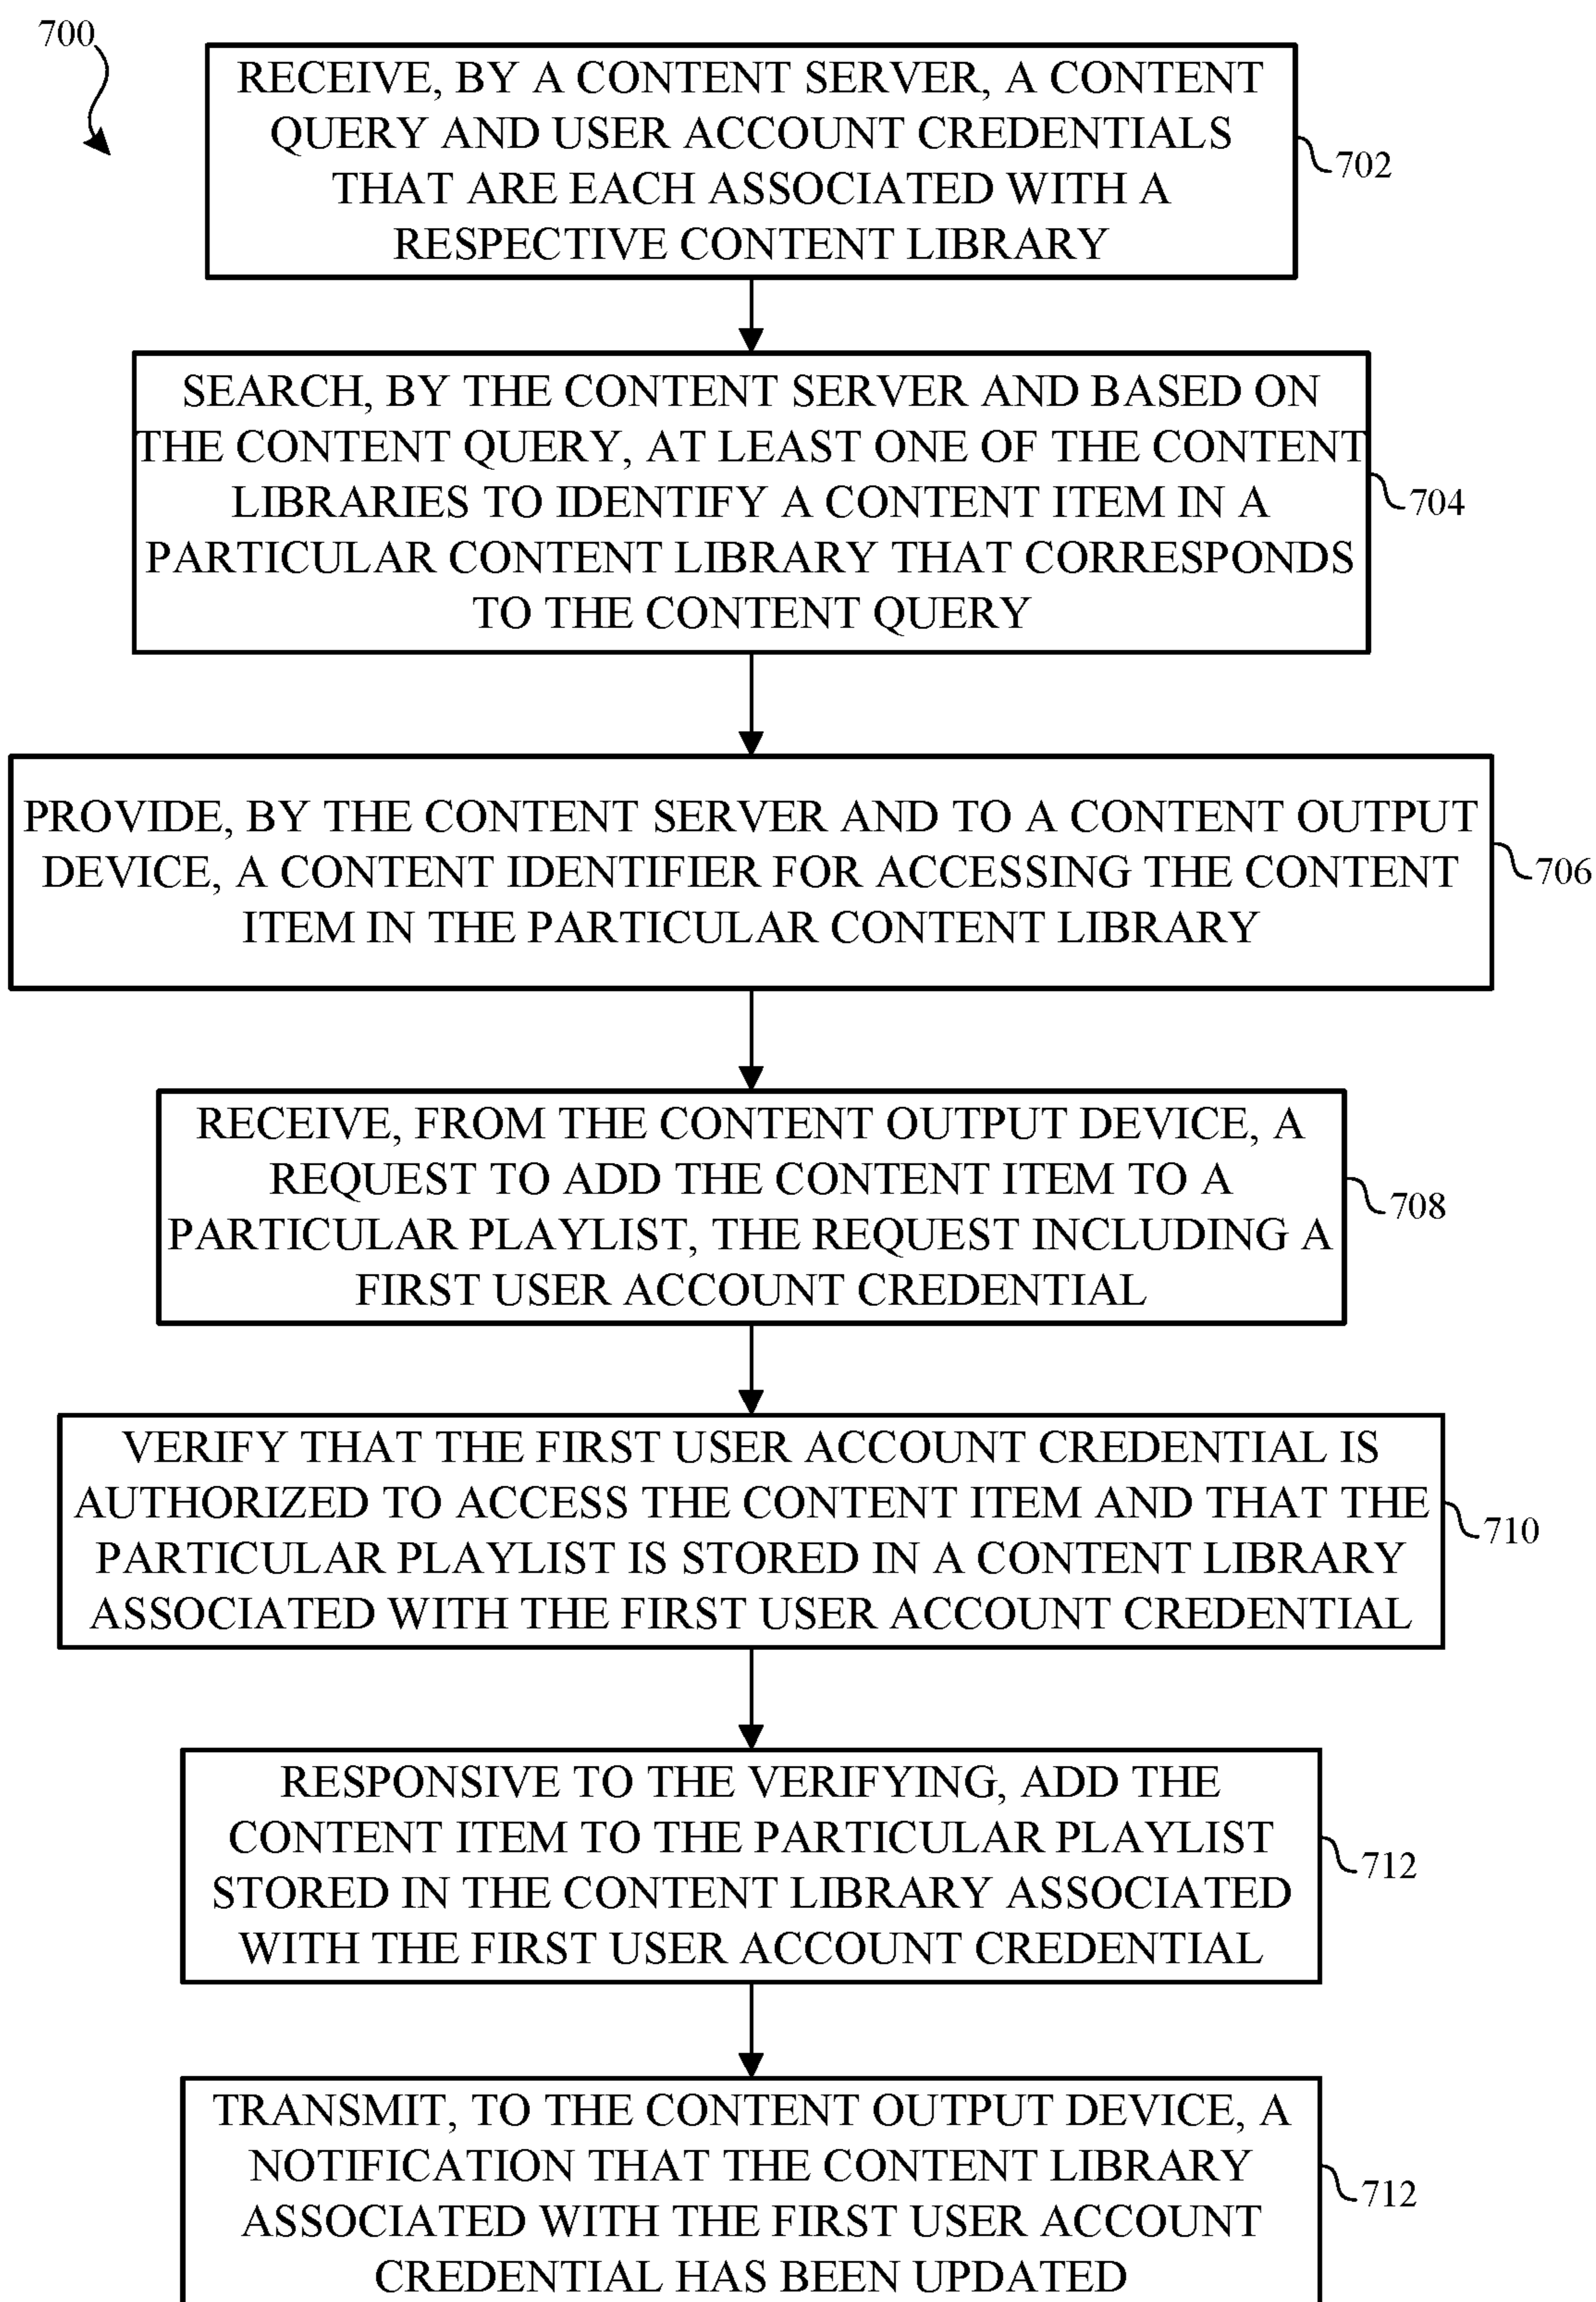 700
RECEIVE, BY A CONTENT SERVER, A CONTENT
QUERY AND USER ACCOUNT CREDENTIALS
THAT ARE EACH ASSOCIATED WITH A
RESPECTIVE CONTENT LIBRARY
702
SEARCH, BY THE CONTENT SERVER AND BASED ON
THE CONTENT QUERY, AT LEAST ONE OF THE CONTENT
LIBRARIES TO IDENTIFY A CONTENT ITEM IN A
PARTICULAR CONTENT LIBRARY THAT CORRESPONDS
TO THE CONTENT QUERY
704
PROVIDE, BY THE CONTENT SERVER AND TO A CONTENT OUTPUT
DEVICE, A CONTENT IDENTIFIER FOR ACCESSING THE CONTENT
ITEM IN THE PARTICULAR CONTENT LIBRARY
706
RECEIVE, FROM THE CONTENT OUTPUT DEVICE, A
REQUEST TO ADD THE CONTENT ITEM TO A
PARTICULAR PLAYLIST, THE REQUEST INCLUDING A
FIRST USER ACCOUNT CREDENTIAL
708
VERIFY THAT THE FIRST USER ACCOUNT CREDENTIAL IS
AUTHORIZED TO ACCESS THE CONTENT ITEM AND THAT THE
PARTICULAR PLAYLIST IS STORED IN A CONTENT LIBRARY
ASSOCIATED WITH THE FIRST USER ACCOUNT CREDENTIAL
710
RESPONSIVE TO THE VERIFYING, ADD THE
CONTENT ITEM TO THE PARTICULAR PLAYLIST
STORED IN THE CONTENT LIBRARY ASSOCIATED
WITH THE FIRST USER ACCOUNT CREDENTIAL
712
TRANSMIT, TO THE CONTENT OUTPUT DEVICE, A
NOTIFICATION THAT THE CONTENT LIBRARY
ASSOCIATED WITH THE FIRST USER ACCOUNT
CREDENTIAL HAS BEEN UPDATED
712